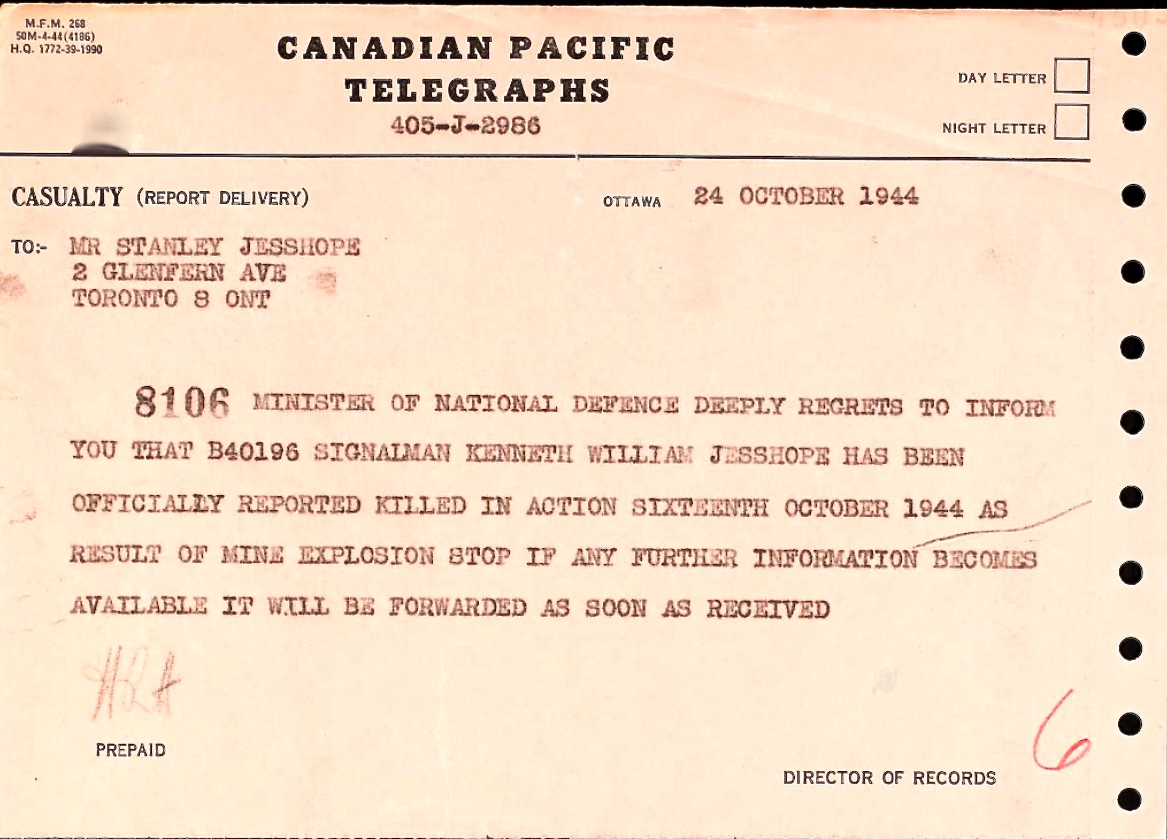 M.F.M. 268
50M-4-44(4186)
H.Q. 1772-39-1990
CANADIAN PACIFIC
TELEGRAPHS
405-J-2986
DAY LETTER
NIGHT LETTER
CASUALTY (REPORT DELIVERY)
OTTAWA 24 OCTOBER 1944
TO:- MR STANLEY JESSHOPE
2 GLENFERN AVE
TORONTO 8 ONT
8106 MINISTER OF NATIONAL DEFENCE DEEPLY REGRETS TO INFORM
YOU THAT B40196 SIGNALMAN KENNETH WILLIAM JESSHOPE HAS BEEN
OFFICIALLY REPORTED KILLED IN ACTION SIXTEENTH OCTOBER 1944 AS
RESULT OF MINE EXPLOSION STOP IF ANY FURTHER INFORMATION BECOMES
AVAILABLE IT WILL BE FORWARDED AS SOON AS RECEIVED
PREPAID
6
DIRECTOR OF RECORDS